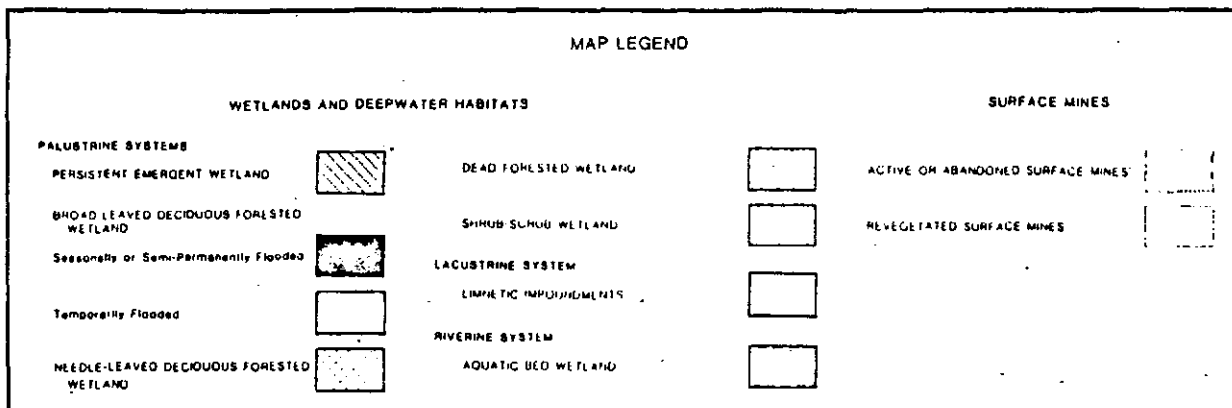 MAP LEGEND
WETLANDS AND DEEPWATER HABITATS
PALUSTRINE SYSTEMS
PERSISTENT EMERGENT WETLAND
BROAD LEAVED DECIDUOUS FORESTED
WETLAND
Seasonally or Semi-Permanently Flooded
Temporarily Flooded
NEEDLE-LEAVED DECIDUOUS FORESTED
WETLAND
DEAD FORESTED WETLAND
SHRUB-SCRUB WETLAND
LACUSTRINE SYSTEM
LIMNETIC IMPOUNDMENTS
RIVERINE SYSTEM
AQUATIC BED WETLAND
SURFACE MINES
ACTIVE OR ABANDONED SURFACE MINES
REVEGETATED SURFACE MINES